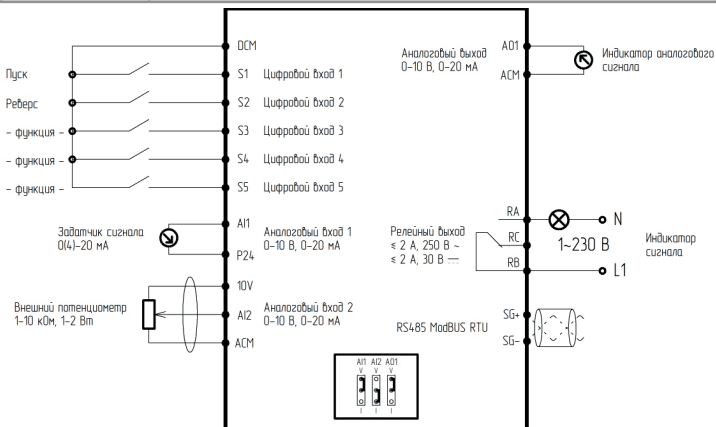 DCM
Пуск
S1 Цифровой вход 1
Реверс
S2 Цифровой вход 2
- функция -
S3 Цифровой вход 3
- функция -
S4 Цифровой вход 4
- функция -
S5 Цифровой вход 5
Задатчик сигнала
0(4)-20 мА
AI1
P24
Аналоговый вход 1
0-10 В, 0-20 мА
Внешний потенциометр
1-10 кОм, 1-2 Вт
10V
AI2
ACM
Аналоговый вход 2
0-10 В, 0-20 мА
Аналоговый выход
0-10 В, 0-20 мА
AO1
ACM
Индикатор аналогового
сигнала
Релейный выход
≤ 2 А, 250 В ~
≤ 2 А, 30 В ⎓
RA
RC
RB
N
1~230 В
L1
Индикатор
сигнала
RS485 ModBUS RTU
SG+
SG-
AI1 AI2 AO1
V V V
I I I